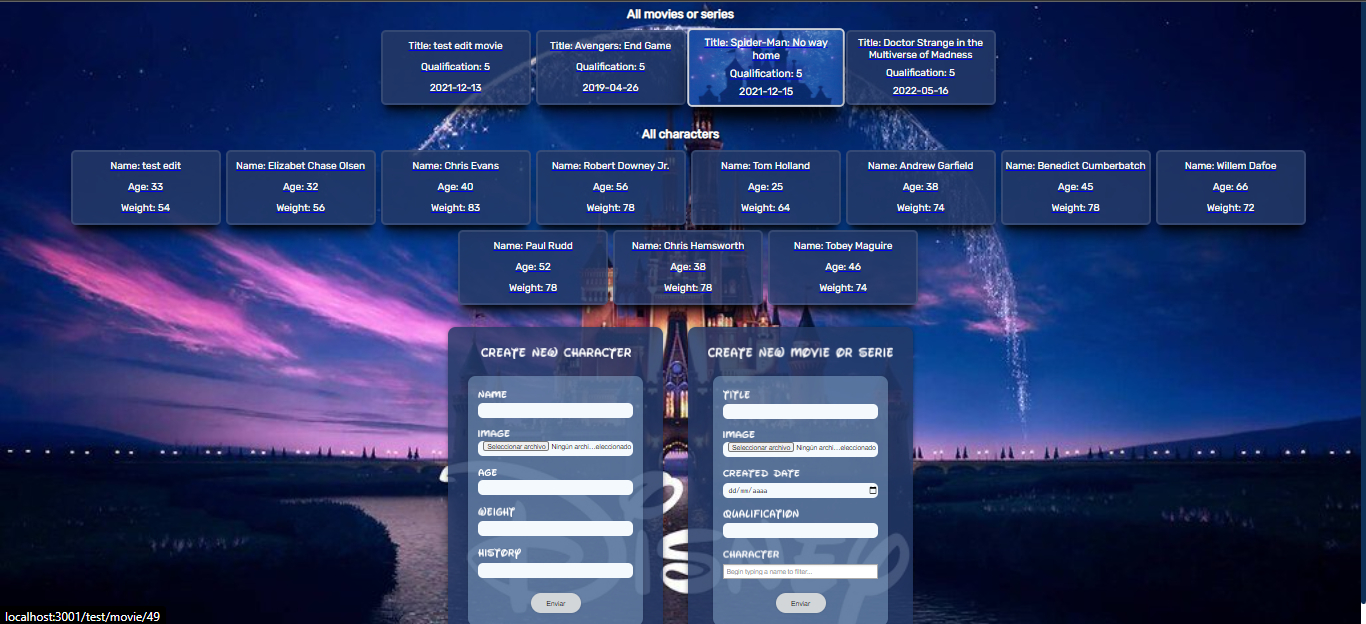 All movies or series
Title: test edit movie
Qualification: 5
2021-12-13
Title: Avengers: End Game
Qualification: 5
2019-04-26
Title: Spider-Man: No way
home
Qualification: 5
2021-12-15
Title: Doctor Strange in the
Multiverse of Madness
Qualification: 5
2022-05-16
All characters
Name: test edit
Age: 33
Weight: 54
Name: Elizabet Chase Olsen
Age: 32
Weight: 56
Name: Chris Evans
Age: 40
Weight: 83
Name: Robert Downey Jr.
Age: 56
Weight: 78
Name: Tom Holland
Age: 25
Weight: 64
Name: Andrew Garfield
Age: 38
Weight: 74
Name: Benedict Cumberbatch
Age: 45
Weight: 78
Name: Willem Dafoe
Age: 66
Weight: 72
Name: Paul Rudd
Age: 52
Weight: 78
Name: Chris Hemsworth
Age: 38
Weight: 78
Name: Tobey Maguire
Age: 46
Weight: 74
CREATE NEW CHARACTER
NAME
IMAGE
Seleccionar archivo Ningún archi...eleccionado
AGE
WEIGHT
HISTORY
Enviar
CREATE NEW MOVIE OR SERIE
TITLE
IMAGE
Seleccionar archivo Ningún archi...eleccionado
CREATED DATE
dd/mm/aaaa
QUALIFICATION
CHARACTER
Begin typing a name to filter...
Enviar
Disney
localhost:3001/test/movie/49